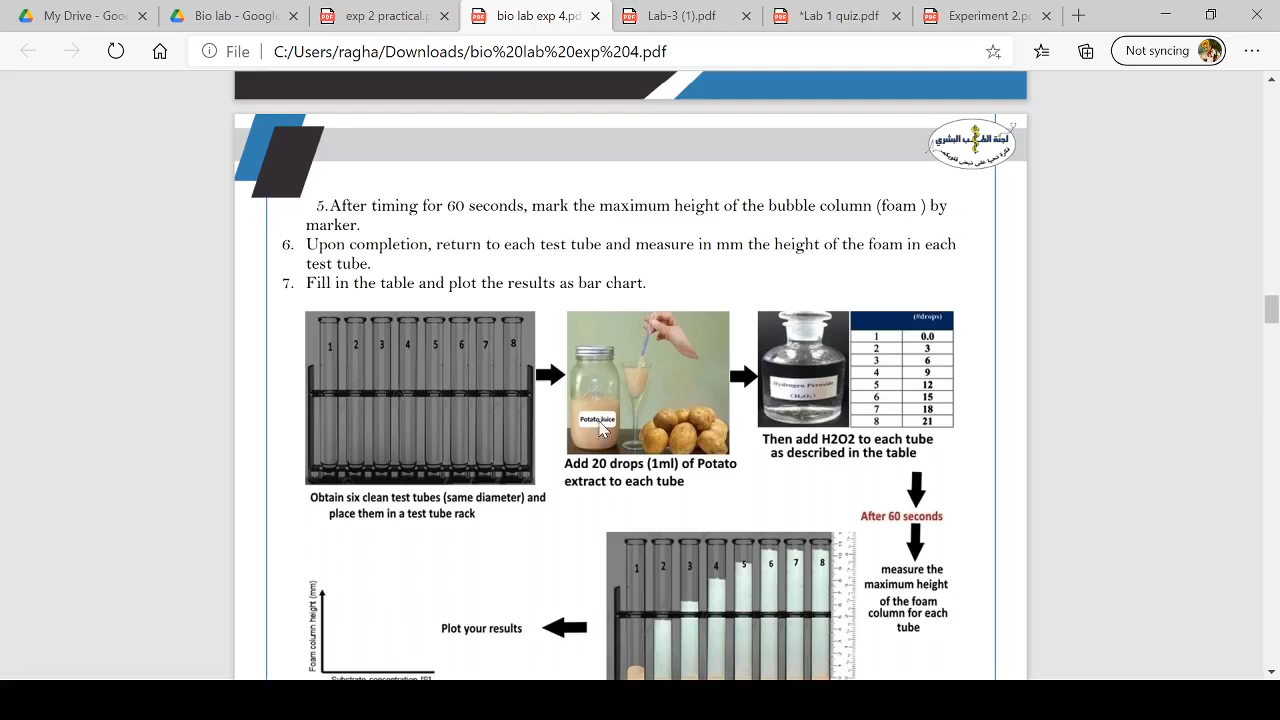 My Drive - Goo
Bio lab - Google
exp 2 practical.p
bio lab exp 4.pd
Lab-3 (1).pdf
*Lab 1 quiz.pdf
Experiment 2.pd
File
C:/Users/ragha/Downloads/bio%20lab%20exp%204.pdf
Not syncing
لجنة الطب البشري
5.After timing for 60 seconds, mark the maximum height of the bubble column (foam ) by
marker.
6. Upon completion, return to each test tube and measure in mm the height of the foam in each
test tube.
7. Fill in the table and plot the results as bar chart.
1 2 3 4 5 6 7 8
Obtain six clean test tubes (same diameter) and
place them in a test tube rack
Potato Juice
Add 20 drops (1ml) of Potato
extract to each tube
Hydrogen Peroxide
(H₂O₂)
(#drops)
1 0.0
2 3
3 6
4 9
5 12
6 15
7 18
8 21
Then add H2O2 to each tube
as described in the table
After 60 seconds
measure the
maximum height
of the foam
column for each
tube
1 2 3 4 5 6 7 8
Plot your results
Foam column height (mm)
Substrate concentration [S]